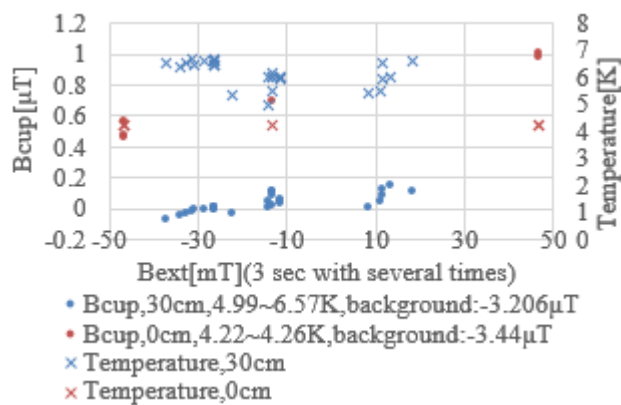 1.2
1
0.8
0.6
0.4
0.2
0
-0.2
Bcup[μT]
8
7
6
5
4
3
2
1
0
Temperature[K]
-50 -30 -10 10 30 50
Bext[mT](3 sec with several times)
Bcup,30cm,4.99~6.57K,background:-3.206μT
Bcup,0cm,4.22~4.26K,background:-3.44μT
Temperature,30cm
Temperature,0cm